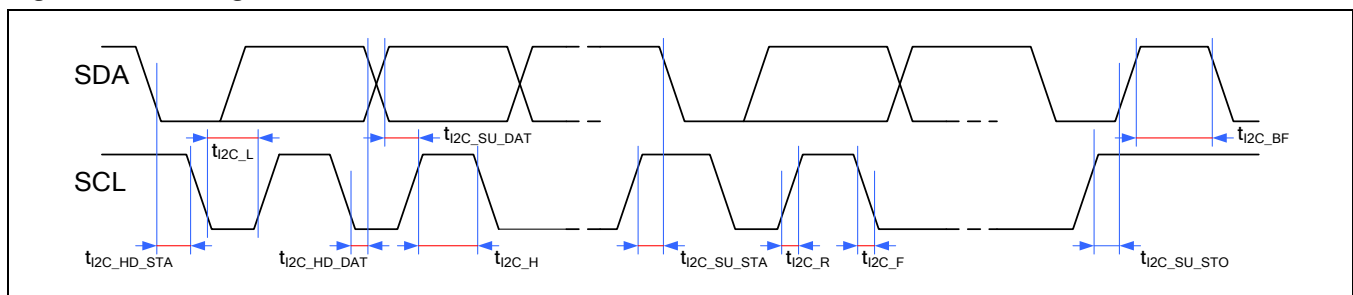 SDA
tI2C_SU_DAT
tI2C_L
tI2C_BF
SCL
tI2C_HD_STA
tI2C_HD_DAT
tI2C_H
tI2C_SU_STA
tI2C_R
tI2C_F
tI2C_SU_STO